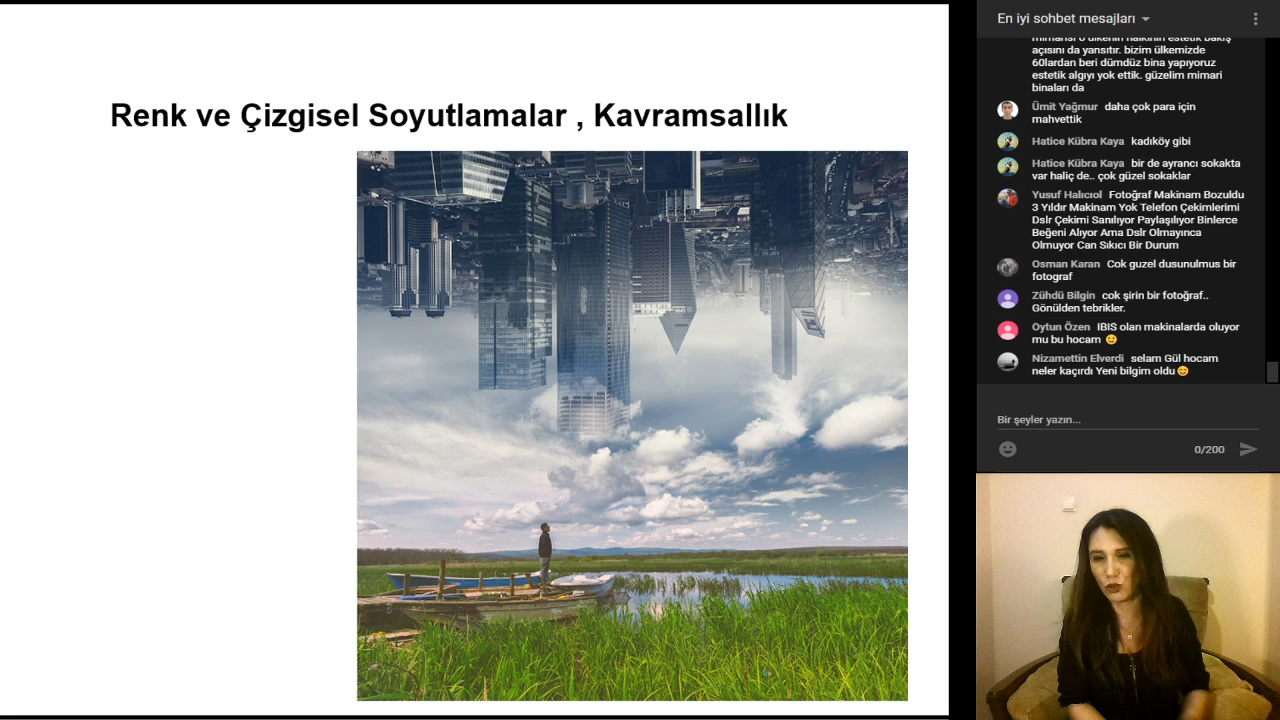 Renk ve Çizgisel Soyutlamalar , Kavramsallık
En iyi sohbet mesajları
mimarisi o ülkenin halkının estetik bakış
açısını da yansıtır. bizim ülkemizde
60lardan beri dümdüz bina yapıyoruz
estetik algıyı yok ettik. güzelim mimari
binaları da
Ümit Yağmur daha çok para için
mahvettik
Hatice Kübra Kaya kadıköy gibi
Hatice Kübra Kaya bir de ayrancı sokakta
var haliç de.. çok güzel sokaklar
Yusuf Halıcıol Fotoğraf Makinam Bozuldu
3 Yıldır Makinam Yok Telefon Çekimlerimi
Dslr Çekimi Sanılıyor Paylaşılıyor Binlerce
Beğeni Alıyor Ama Dslr Olmayınca
Olmuyor Can Sıkıcı Bir Durum
Osman Karan Cok guzel dusunulmus bir
fotograf
Zühdü Bilgin cok şirin bir fotoğraf..
Gönülden tebrikler.
Oytun Özen IBIS olan makinalarda oluyor
mu bu hocam
Nizamettin Elverdi selam Gül hocam
neler kaçırdı Yeni bilgim oldu
Bir şeyler yazın...
0/200